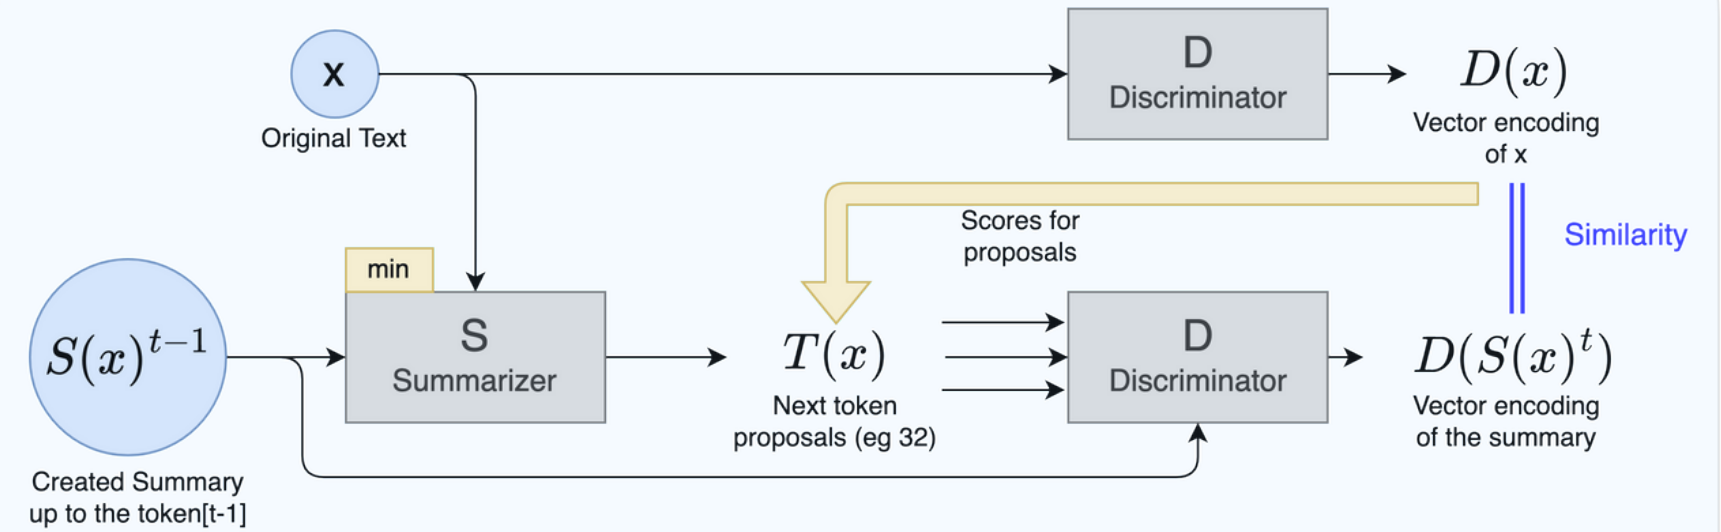 X
Original Text
D
Discriminator
D(x)
Vector encoding
of x
Scores for
proposals
Similarity
min
S(x)^{t-1}
Created Summary
up to the token[t-1]
S
Summarizer
T(x)
Next token
proposals (eg 32)
D
Discriminator
D(S(x)^t)
Vector encoding
of the summary